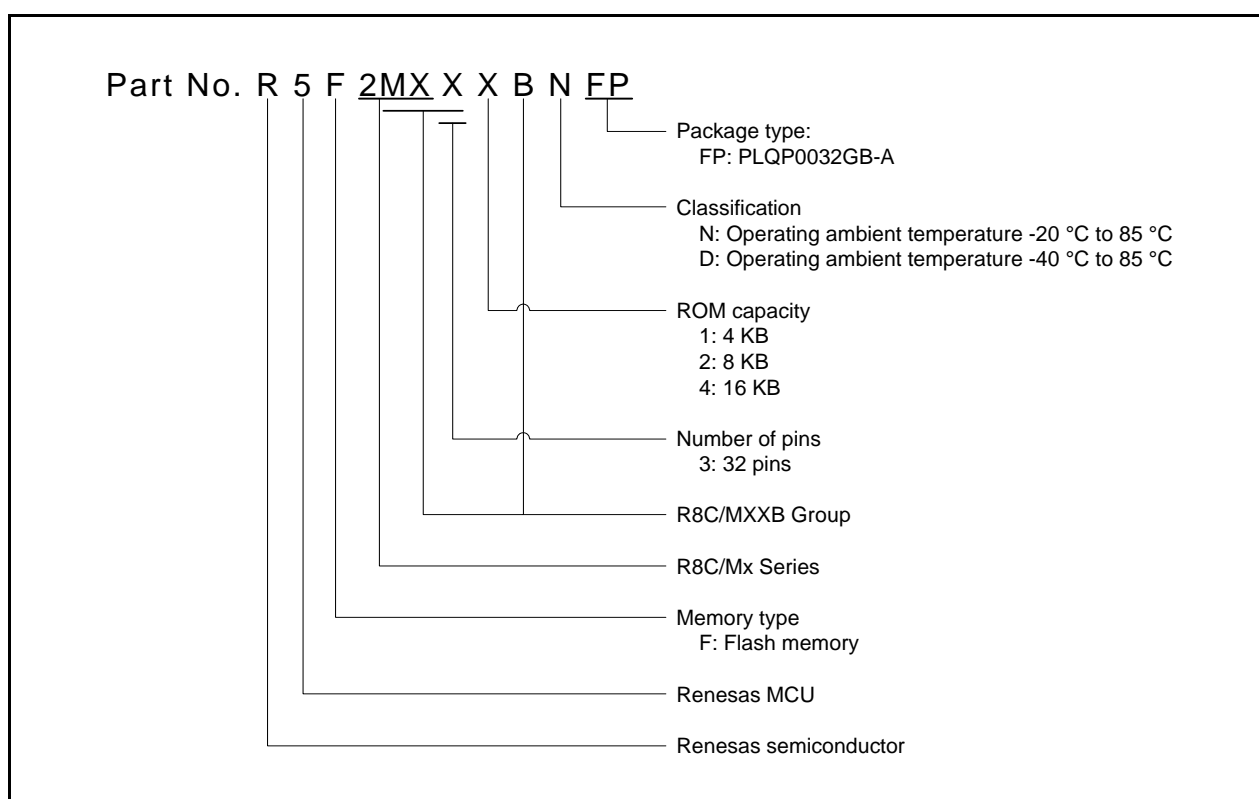 Part No. R 5 F 2MX X X B N FP
Package type:
FP: PLQP0032GB-A
Classification
N: Operating ambient temperature -20 °C to 85 °C
D: Operating ambient temperature -40 °C to 85 °C
ROM capacity
1: 4 KB
2: 8 KB
4: 16 KB
Number of pins
3: 32 pins
R8C/MXXB Group
R8C/Mx Series
Memory type
F: Flash memory
Renesas MCU
Renesas semiconductor